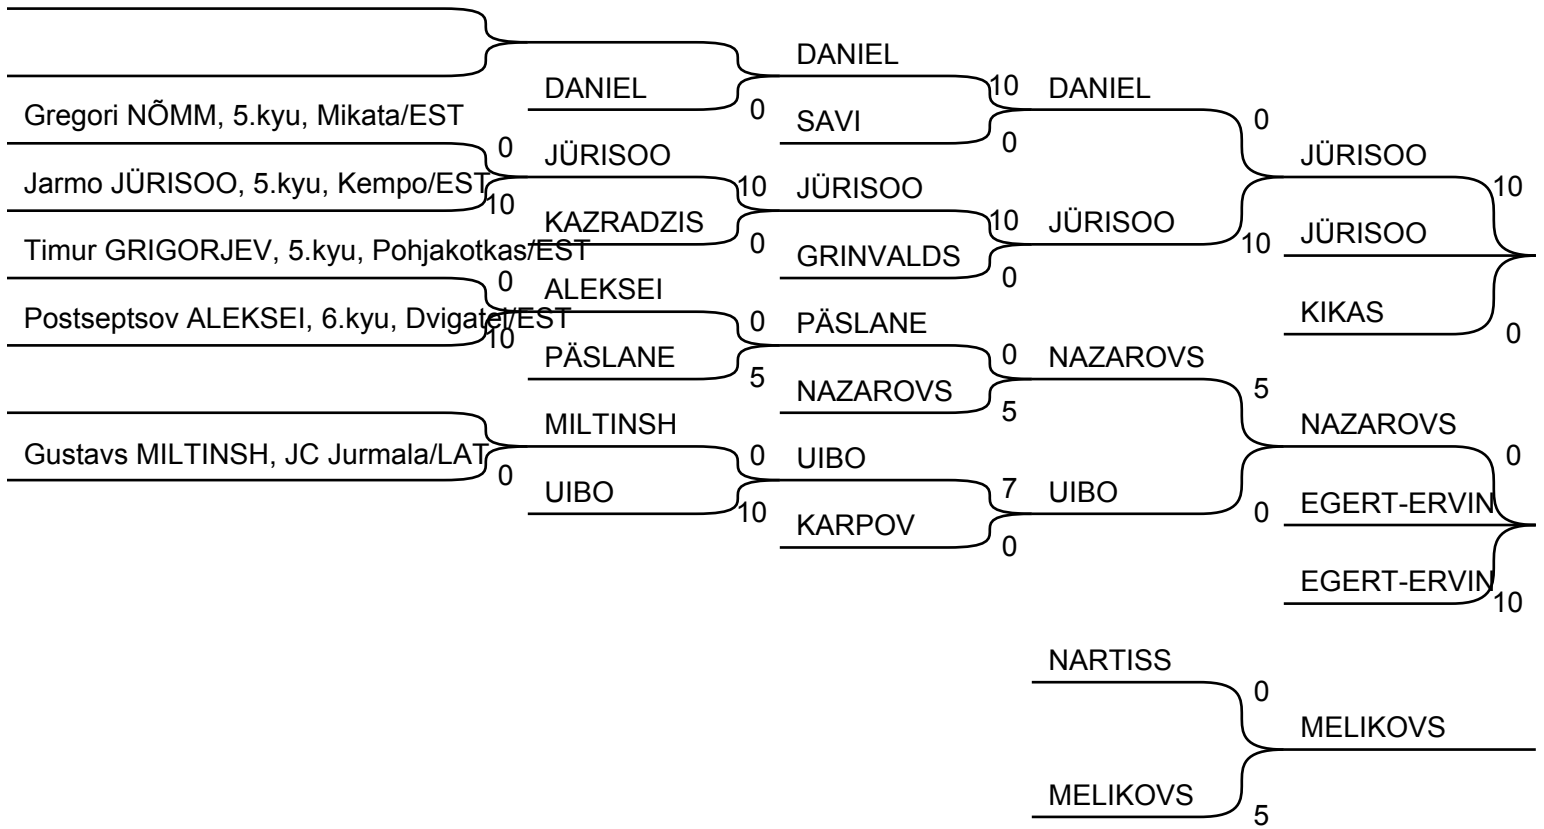 DANIEL
DANIEL
10
DANIEL
Gregori NÕMM, 5.kyu, Mikata/EST
0
SAVI
0
0
JÜRISOO
0
JÜRISOO
Jarmo JÜRISOO, 5.kyu, Kempo/EST
10
JÜRISOO
10
10
KAZRADZIS
10
JÜRISOO
JÜRISOO
Timur GRIGORJEV, 5.kyu, Pohjakotkas/EST
0
GRINVALDS
10
0
ALEKSEI
0
Postseptsov ALEKSEI, 6.kyu, Dvigatel/EST
0
PÄSLANE
KIKAS
10
PÄSLANE
0
NAZAROVS
0
5
NAZAROVS
5
5
MILTINSH
NAZAROVS
Gustavs MILTINSH, JC Jurmala/LAT
0
UIBO
0
0
UIBO
7
UIBO
10
KARPOV
0
EGERT-ERVIN
0
EGERT-ERVIN
10
NARTISS
0
MELIKOVS
MELIKOVS
5